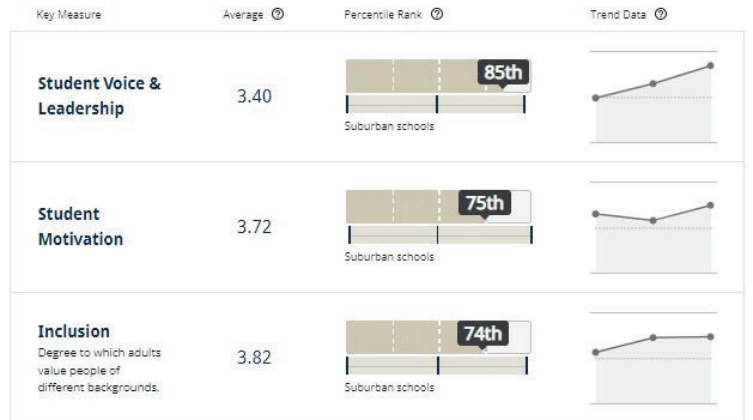 Key Measure Average ? Percentile Rank ? Trend Data ?
Student Voice &
Leadership
3.40
85th
Suburban schools
Student
Motivation
3.72
75th
Suburban schools
Inclusion
Degree to which adults
value people of
different backgrounds.
3.82
74th
Suburban schools